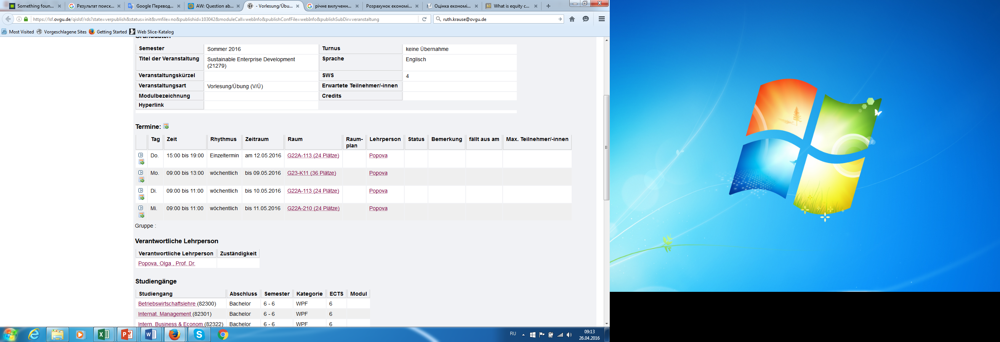 Something foun...
Результат поиск...
Google Перевод...
AW: Question ab...
- Vorlesung/Übu...
річне вилученн...
Розрахунок економі...
Оцінка економі...
What is equity c...
https://lsf.ovgu.de/qislsf/rds?state=verpublish&status=init&vmfile=no&publishid=103042&moduleCall=webInfo&publishConfFile=webInfo&publishSubDir=veranstaltung
ruth.krause@ovgu.de
Most Visited Vorgeschlagene Sites Getting Started Web Slice-Katalog
Grunddaten
Semester Sommer 2016 Turnus keine Übernahme
Titel der Veranstaltung Sustainable Enterprise Development Sprache Englisch
(21279)
Veranstaltungskürzel SWS 4
Veranstaltungsart Vorlesung/Übung (V/Ü) Erwartete Teilnehmer/-innen
Modulbezeichnung Credits
Hyperlink
Termine:
Tag Zeit Rhythmus Zeitraum Raum Raum- Lehrperson Status Bemerkung fällt aus am Max. Teilnehmer/-innen
plan
Do. 15:00 bis 19:00 Einzeltermin am 12.05.2016 G22A-113 (24 Plätze) Popova
Mo. 09:00 bis 13:00 wöchentlich bis 09.05.2016 G23-K11 (36 Plätze) Popova
Di. 09:00 bis 11:00 wöchentlich bis 10.05.2016 G22A-113 (24 Plätze) Popova
Mi. 09:00 bis 11:00 wöchentlich bis 11.05.2016 G22A-210 (24 Plätze) Popova
Gruppe :
Verantwortliche Lehrperson
Verantwortliche Lehrperson Zuständigkeit
Popova, Olga , Prof. Dr.
Studiengänge
Studiengang Abschluss Semester Kategorie ECTS Modul
Betriebswirtschaftslehre (82300) Bachelor 6 - 6 WPF 6
Internat. Management (82301) Bachelor 6 - 6 WPF 6
Intern. Business & Econom (82322) Bachelor 6 - 6 WPF 6
RU
09:13
26.04.2016